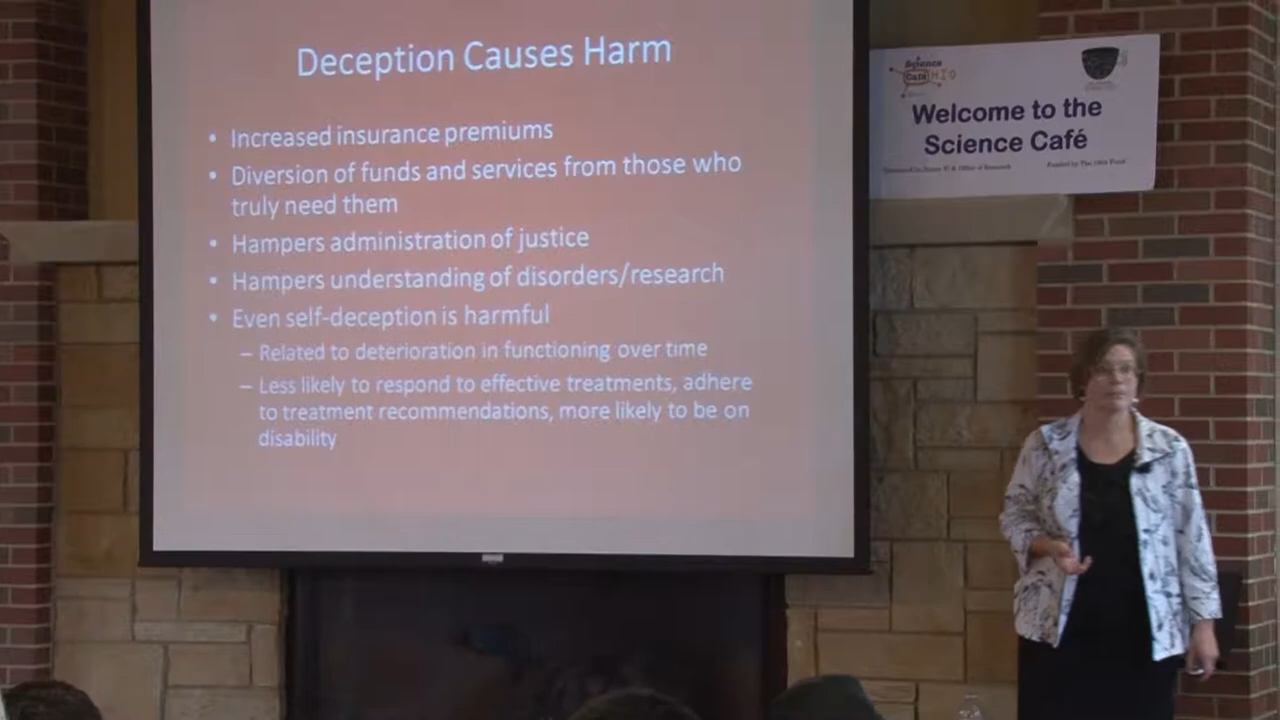 Deception Causes Harm
• Increased insurance premiums
• Diversion of funds and services from those who
truly need them
• Hampers administration of justice
• Hampers understanding of disorders/research
• Even self-deception is harmful
– Related to deterioration in functioning over time
– Less likely to respond to effective treatments, adhere
to treatment recommendations, more likely to be on
disability
Science
Café
Welcome to the
Science Café